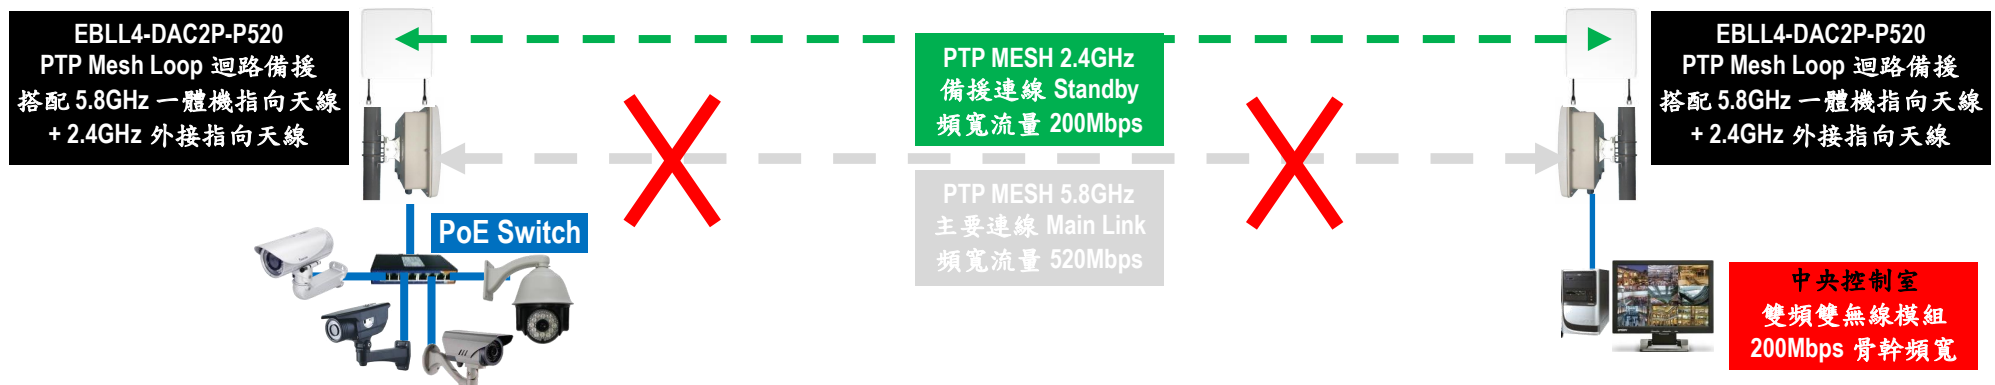 EBLL4-DAC2P-P520
PTP Mesh Loop 迴路備援
搭配 5.8GHz 一體機指向天線
+ 2.4GHz 外接指向天線
PTP MESH 2.4GHz
備援連線 Standby
頻寬流量 200Mbps
EBLL4-DAC2P-P520
PTP Mesh Loop 迴路備援
搭配 5.8GHz 一體機指向天線
+ 2.4GHz 外接指向天線
PTP MESH 5.8GHz
主要連線 Main Link
頻寬流量 520Mbps
PoE Switch
中央控制室
雙頻雙無線模組
200Mbps 骨幹頻寬